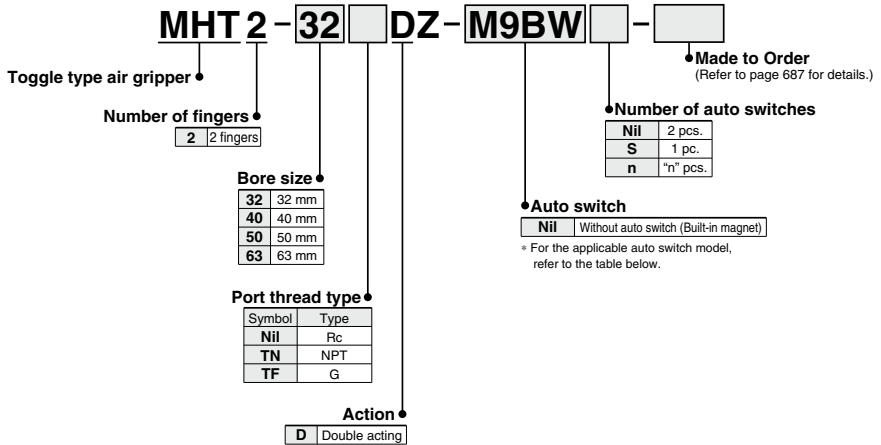 MHT 2 - 32 DZ - M9BW -
Toggle type air gripper
Made to Order
(Refer to page 687 for details.)
Number of fingers
2 2 fingers
Number of auto switches
Nil 2 pcs.
S 1 pc.
n “n” pcs.
Bore size
32 32 mm
40 40 mm
50 50 mm
63 63 mm
Auto switch
Nil Without auto switch (Built-in magnet)
∗ For the applicable auto switch model,
refer to the table below.
Port thread type
Symbol Type
Nil Rc
TN NPT
TF G
Action
D Double acting